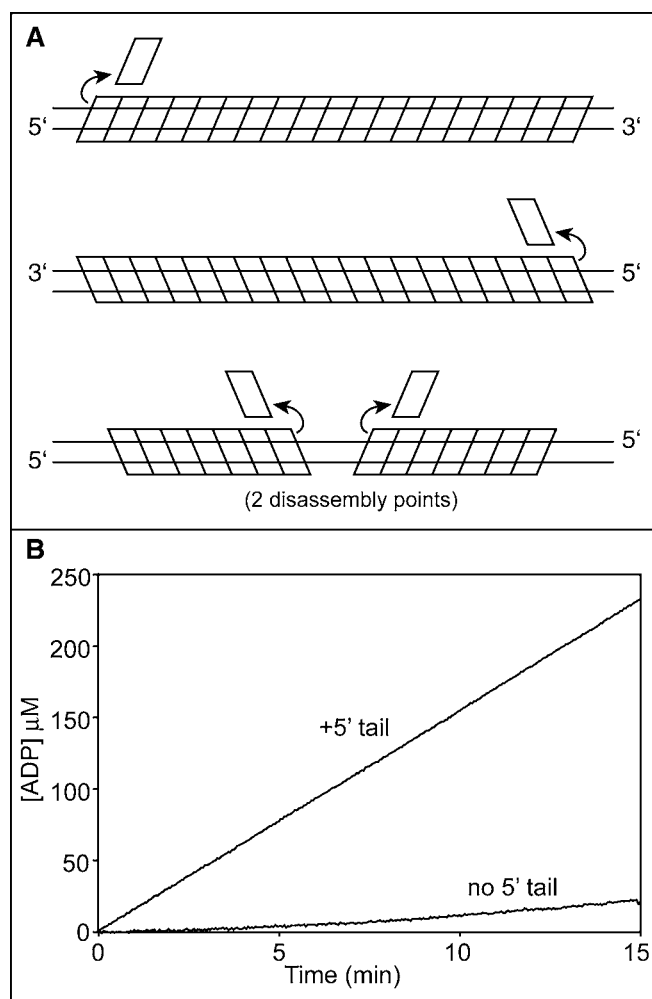 A
5‘ 3‘
3‘ 5‘
5‘ 5‘
(2 disassembly points)
B
250
200
150
100
50
0
[ADP] μM
+5’ tail
no 5’ tail
0 5 10 15
Time (min)